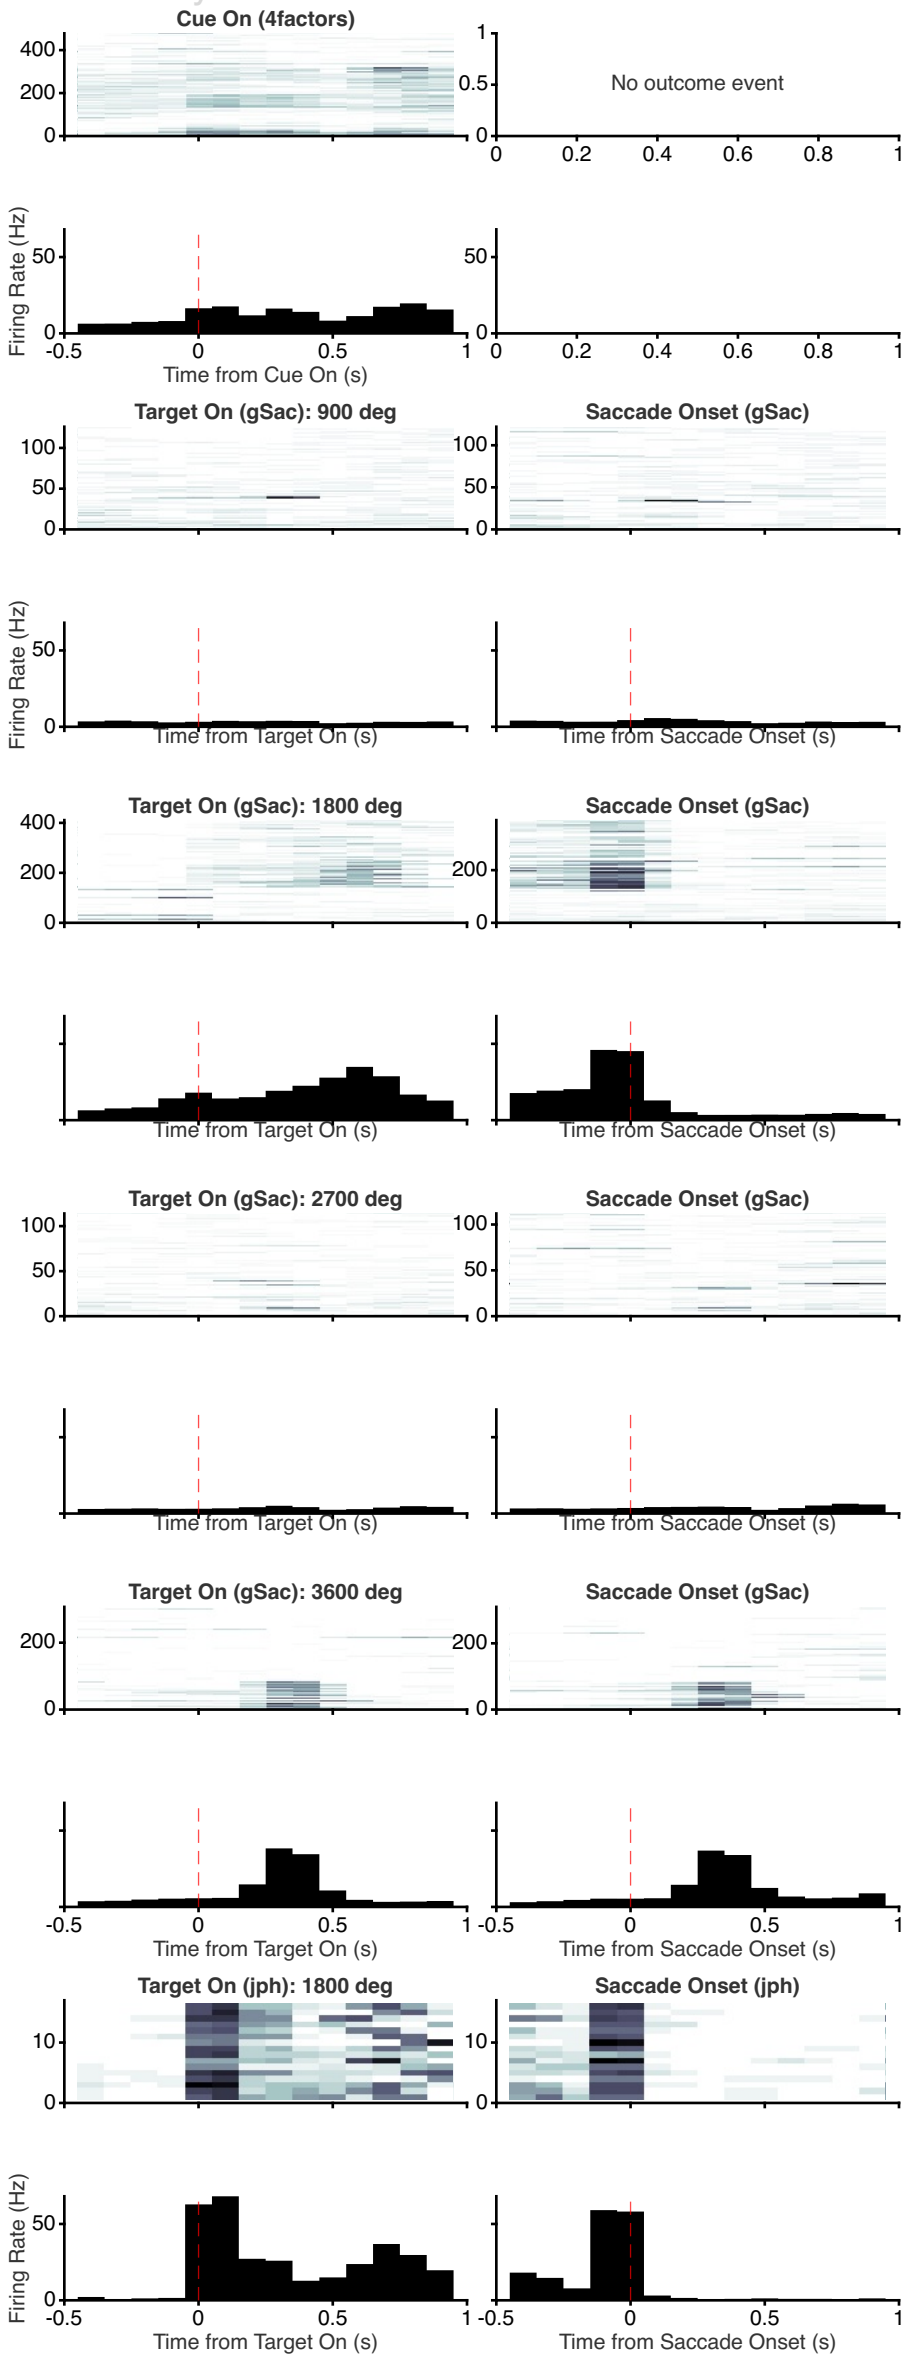 Cue On (4factors)
400
200
0
1
0.5
0
No outcome event
0 0.2 0.4 0.6 0.8 1
Firing Rate (Hz)
50
0
-0.5 0 0.5 1
Time from Cue On (s)
50
0
0 0.2 0.4 0.6 0.8 1
Target On (gSac): 900 deg
100
50
0
Saccade Onset (gSac)
100
50
0
Firing Rate (Hz)
50
0
Time from Target On (s)
Time from Saccade Onset (s)
Target On (gSac): 1800 deg
400
200
0
Saccade Onset (gSac)
200
0
Time from Target On (s)
Time from Saccade Onset (s)
Target On (gSac): 2700 deg
100
50
0
Saccade Onset (gSac)
100
50
0
Time from Target On (s)
Time from Saccade Onset (s)
Target On (gSac): 3600 deg
200
0
Saccade Onset (gSac)
200
0
-0.5 0 0.5 1
Time from Target On (s)
-0.5 0 0.5 1
Time from Saccade Onset (s)
Target On (jph): 1800 deg
10
0
Saccade Onset (jph)
10
0
Firing Rate (Hz)
50
0
-0.5 0 0.5 1
Time from Target On (s)
-0.5 0 0.5 1
Time from Saccade Onset (s)